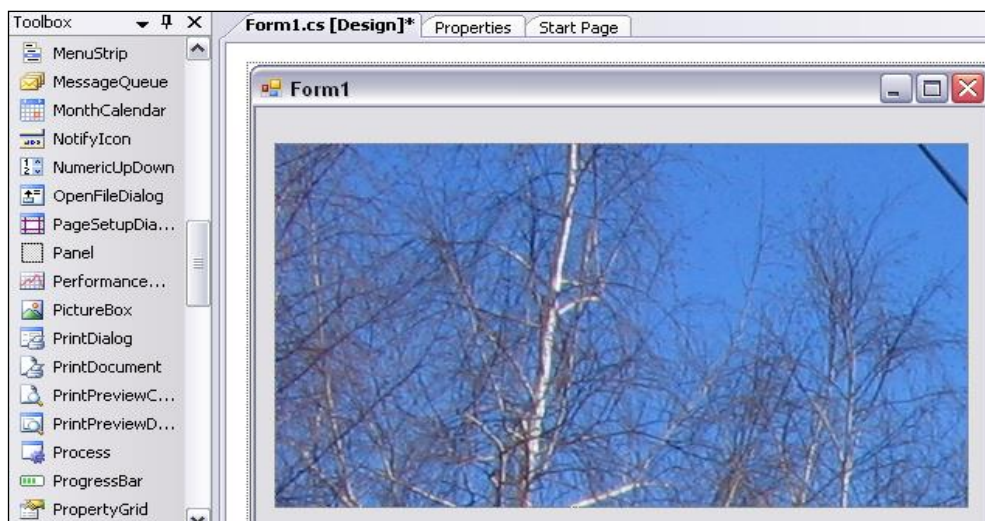 Toolbox
Form1.cs [Design]* Properties Start Page
MenuStrip
MessageQueue
MonthCalendar
NotifyIcon
NumericUpDown
OpenFileDialog
PageSetupDia...
Panel
Performance...
PictureBox
PrintDialog
PrintDocument
PrintPreviewC...
PrintPreviewD...
Process
ProgressBar
PropertyGrid
Form1